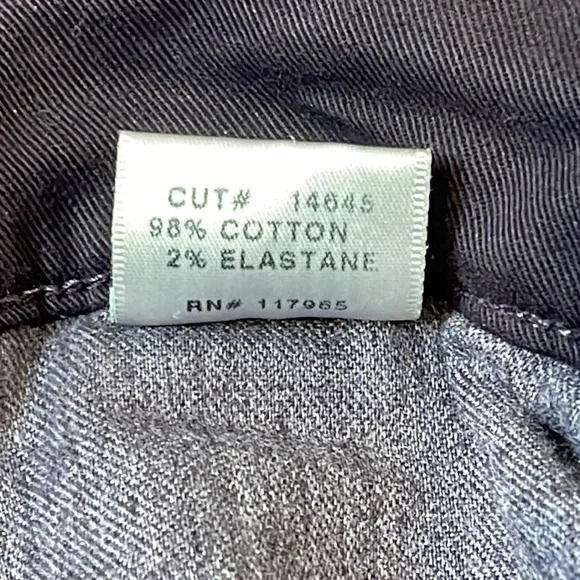 CUT# 14645
98% COTTON
2% ELASTANE
RN# 117965